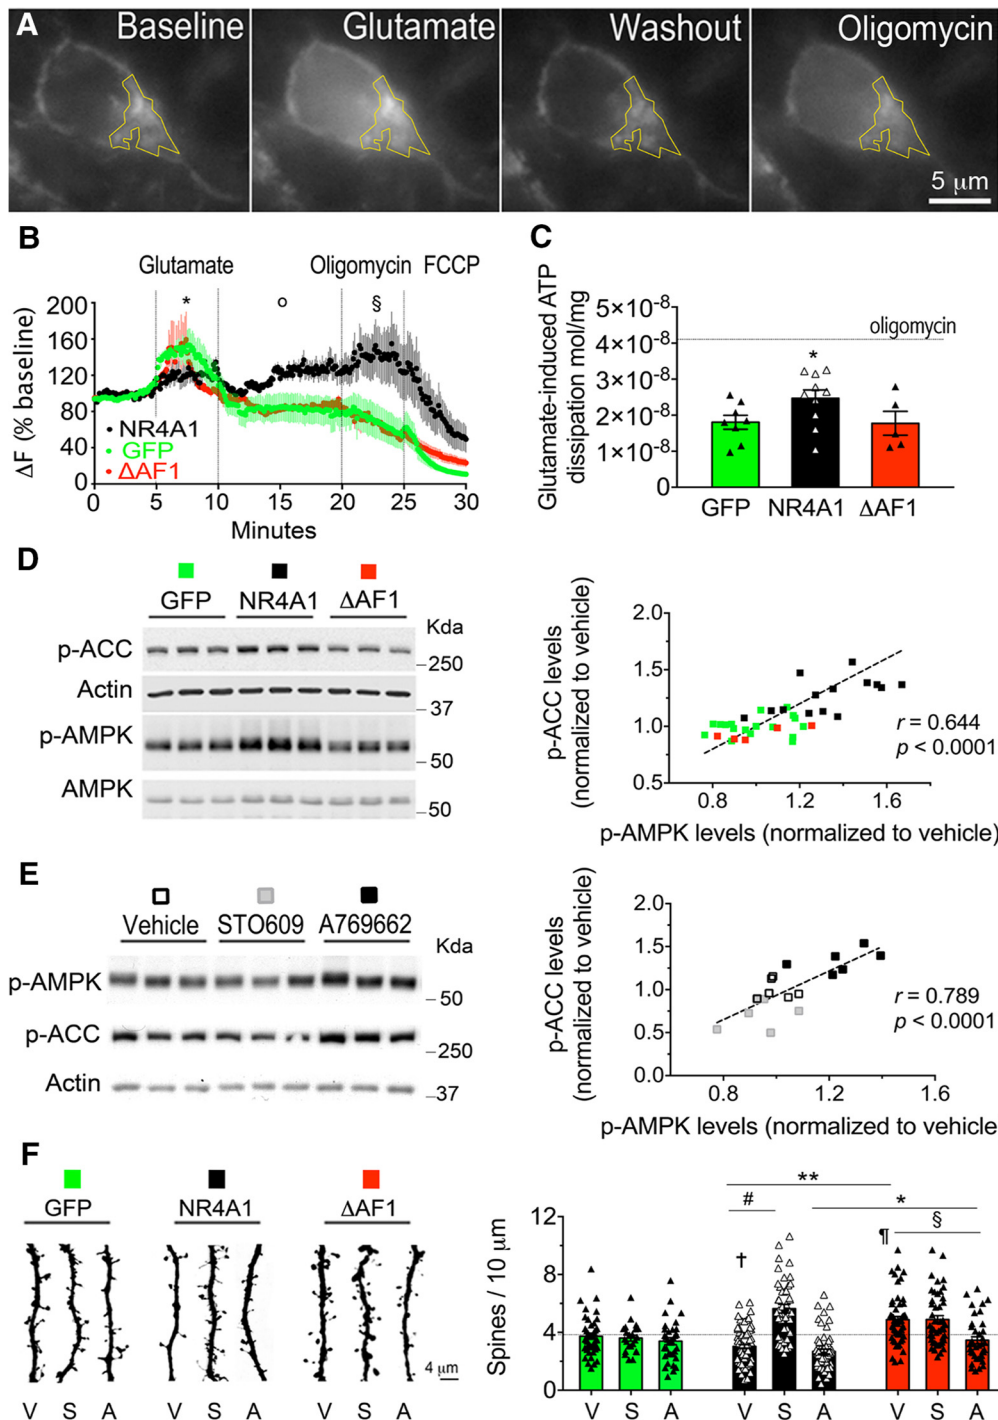 A Baseline Glutamate Washout Oligomycin
5 μm
B
Glutamate Oligomycin FCCP
* o §
ΔF (% baseline)
200
160
120
80
40
0
NR4A1
GFP
ΔAF1
0 5 10 15 20 25 30
Minutes
C
Glutamate-induced ATP
dissipation mol/mg
5×10⁻⁸
4×10⁻⁸
3×10⁻⁸
2×10⁻⁸
1×10⁻⁸
0
oligomycin
*
GFP NR4A1 ΔAF1
D
GFP NR4A1 ΔAF1
Kda
p-ACC
–250
Actin
–37
p-AMPK
–50
AMPK
–50
p-ACC levels
(normalized to vehicle)
2.0
1.5
1.0
0.5
r = 0.644
p < 0.0001
0.8 1.2 1.6
p-AMPK levels (normalized to vehicle)
E
Vehicle STO609 A769662
Kda
p-AMPK
–50
p-ACC
–250
Actin
–37
p-ACC levels
(normalized to vehicle)
2.0
1.5
1.0
0.5
0.0
r = 0.789
p < 0.0001
0.8 1.2 1.6
p-AMPK levels (normalized to vehicle
F
GFP NR4A1 ΔAF1
4 μm
V S A V S A V S A
Spines / 10 μm
12
8
4
0
**
# *
¶ §
†
V S A V S A V S A